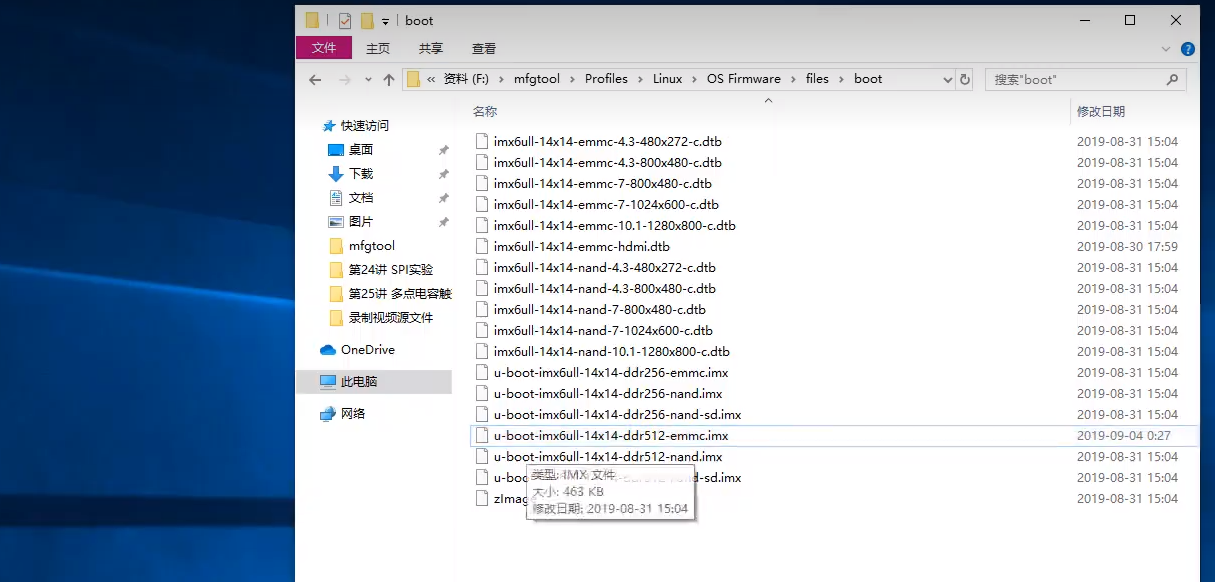 boot
文件 主页 共享 查看
« 资料 (F:) › mfgtool › Profiles › Linux › OS Firmware › files › boot
搜索"boot"
名称 修改日期
快速访问
桌面
下载
文档
图片
mfgtool
第24讲 SPI实验
第25讲 多点电容触
录制视频源文件
OneDrive
此电脑
网络
imx6ull-14x14-emmc-4.3-480x272-c.dtb 2019-08-31 15:04
imx6ull-14x14-emmc-4.3-800x480-c.dtb 2019-08-31 15:04
imx6ull-14x14-emmc-7-800x480-c.dtb 2019-08-31 15:04
imx6ull-14x14-emmc-7-1024x600-c.dtb 2019-08-31 15:04
imx6ull-14x14-emmc-10.1-1280x800-c.dtb 2019-08-31 15:04
imx6ull-14x14-emmc-hdmi.dtb 2019-08-30 17:59
imx6ull-14x14-nand-4.3-480x272-c.dtb 2019-08-31 15:04
imx6ull-14x14-nand-4.3-800x480-c.dtb 2019-08-31 15:04
imx6ull-14x14-nand-7-800x480-c.dtb 2019-08-31 15:04
imx6ull-14x14-nand-7-1024x600-c.dtb 2019-08-31 15:04
imx6ull-14x14-nand-10.1-1280x800-c.dtb 2019-08-31 15:04
u-boot-imx6ull-14x14-ddr256-emmc.imx 2019-08-31 15:04
u-boot-imx6ull-14x14-ddr256-nand.imx 2019-08-31 15:04
u-boot-imx6ull-14x14-ddr256-nand-sd.imx 2019-08-31 15:04
u-boot-imx6ull-14x14-ddr512-emmc.imx 2019-09-04 0:27
u-boot-imx6ull-14x14-ddr512-nand.imx 2019-08-31 15:04
u-boo d-sd.imx 2019-08-31 15:04
zImag 2019-08-31 15:04
类型: IMX 文件
大小: 463 KB
修改日期: 2019-08-31 15:04